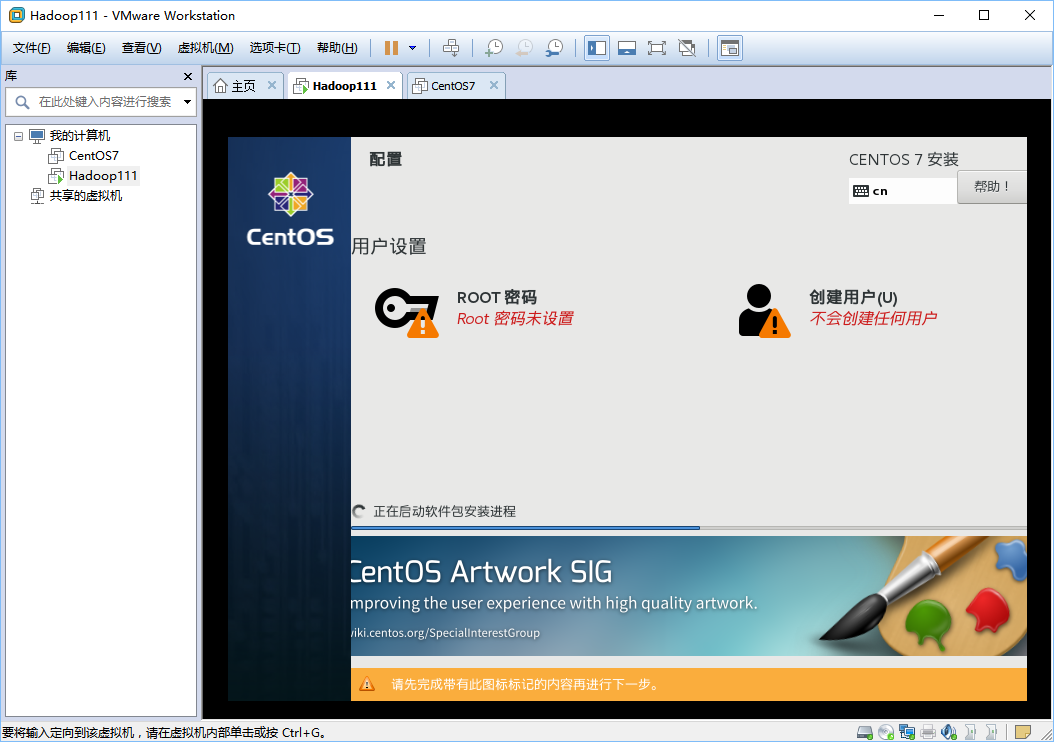 Hadoop111 - VMware Workstation
文件(F) 编辑(E) 查看(V) 虚拟机(M) 选项卡(T) 帮助(H)
库
在此处键入内容进行搜索
我的计算机
CentOS7
Hadoop111
共享的虚拟机
主页 Hadoop111 CentOS7
CentOS
配置
CENTOS 7 安装
cn
帮助！
用户设置
ROOT 密码
Root 密码未设置
创建用户(U)
不会创建任何用户
正在启动软件包安装进程
CentOS Artwork SIG
mproving the user experience with high quality artwork.
wiki.centos.org/SpecialInterestGroup
请先完成带有此图标标记的内容再进行下一步。
要将输入定向到该虚拟机，请在虚拟机内部单击或按 Ctrl+G。